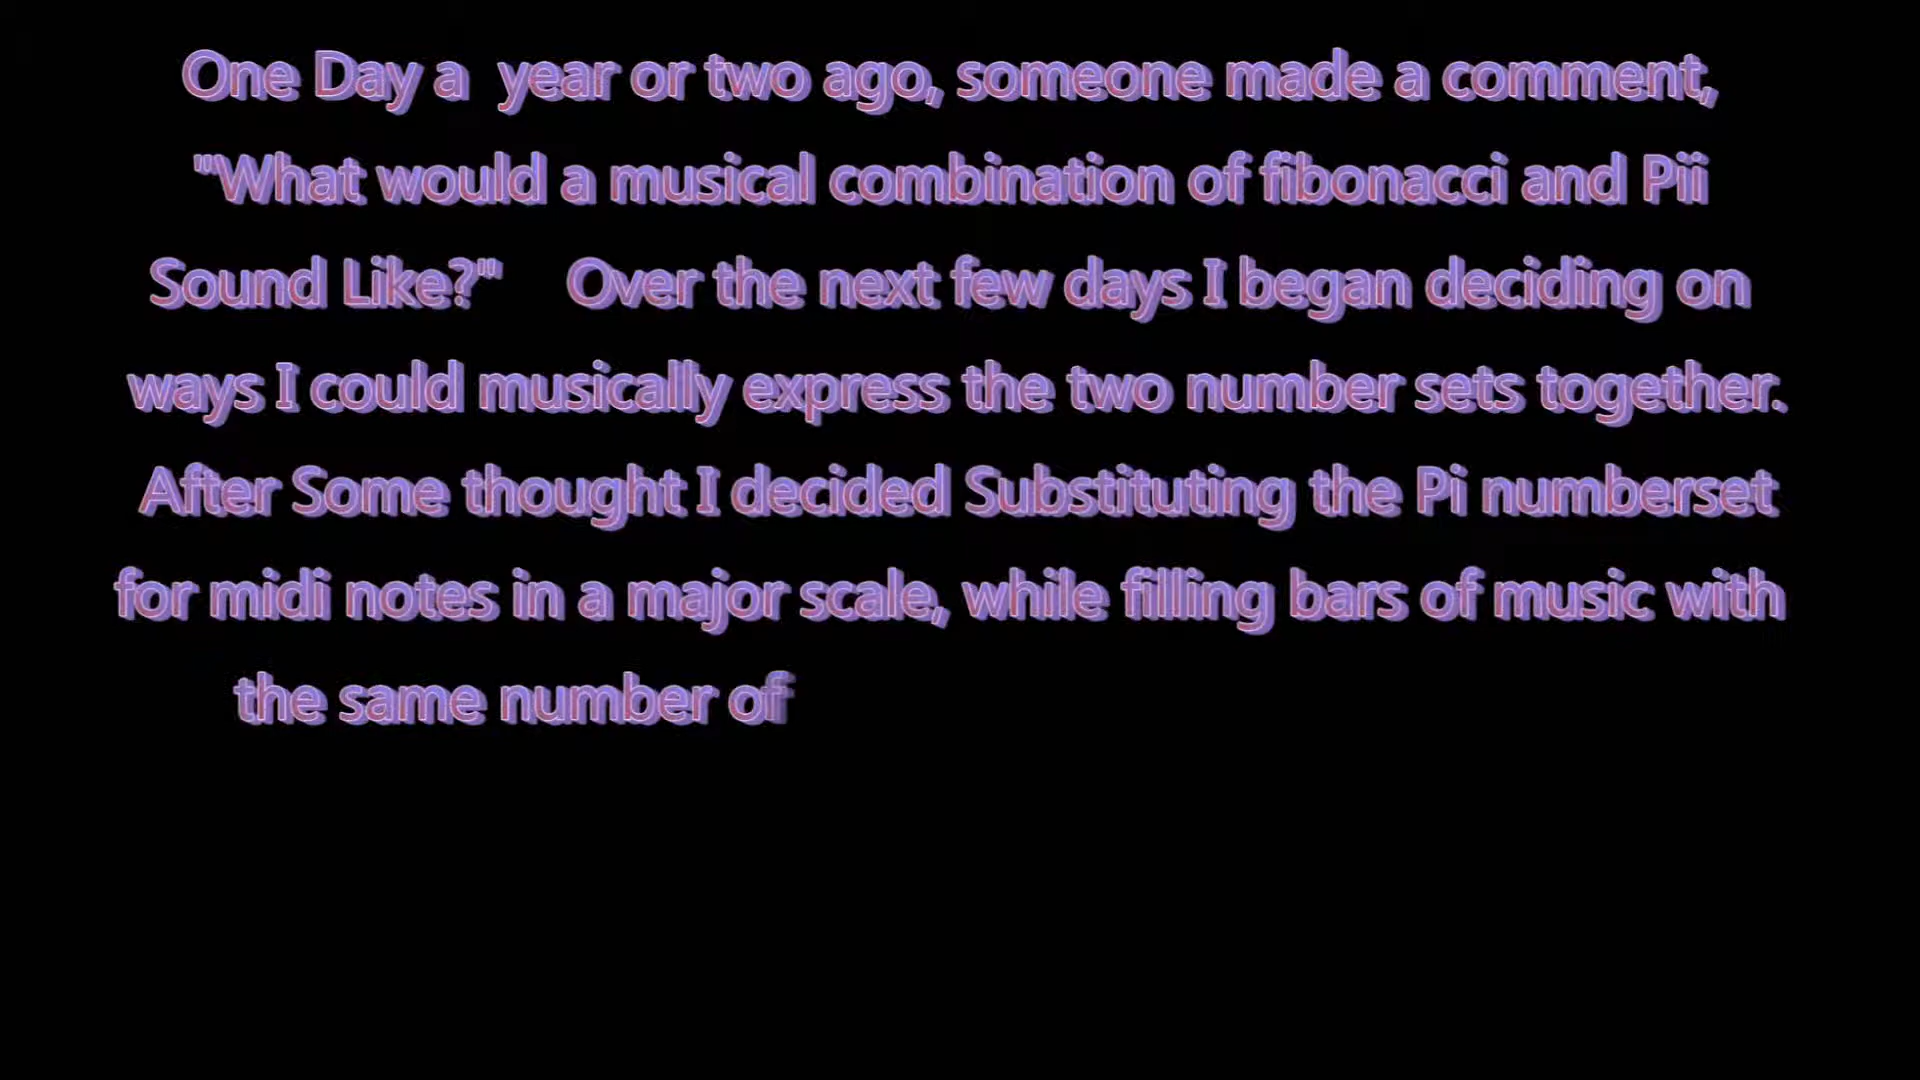 One Day a  year or two ago, someone made a comment,
"What would a musical combination of fibonacci and Pii
Sound Like?"    Over the next few days I began deciding on
ways I could musically express the two number sets together.
After Some thought I decided Substituting the Pi numberset
for midi notes in a major scale, while filling bars of music with
the same number of